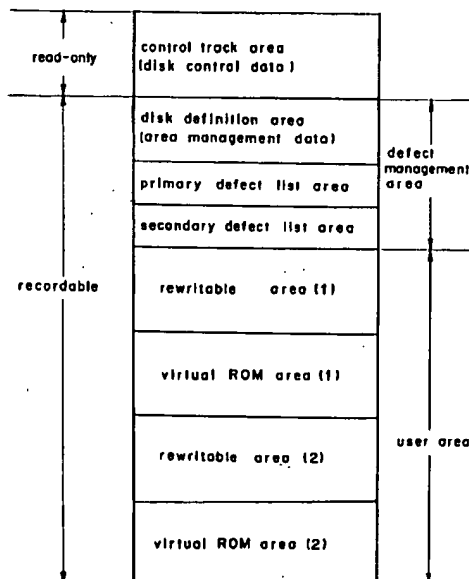 read-only
control track area
(disk control data)
disk definition area
(area management data)
primary defect list area
secondary defect list area
defect
management
area
recordable
rewritable area (1)
virtual ROM area (1)
rewritable area (2)
user area
virtual ROM area (2)